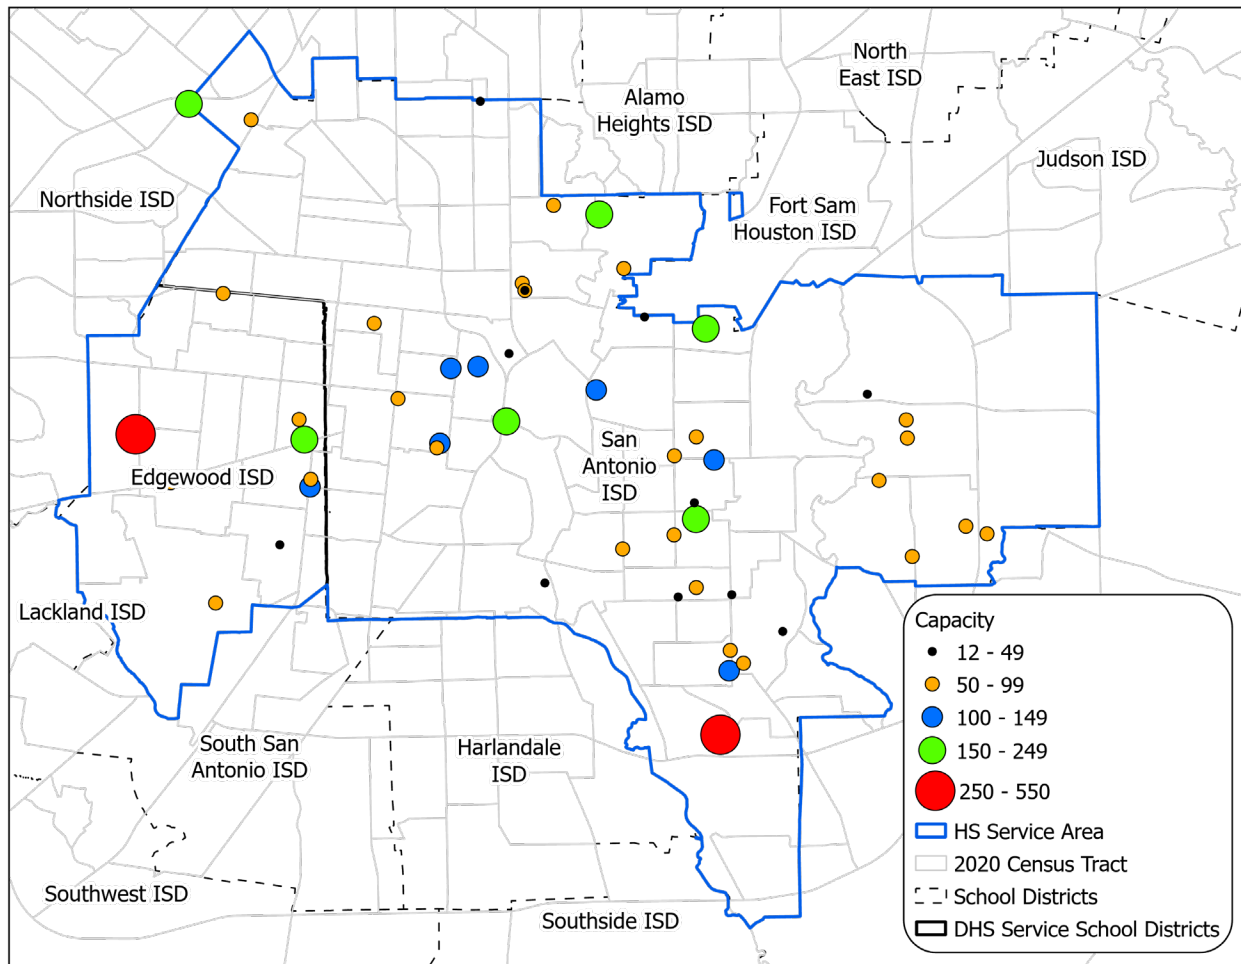 North
East ISD
Alamo
Heights ISD
Judson ISD
Northside ISD
Fort Sam
Houston ISD
San
Antonio
ISD
Edgewood ISD
Lackland ISD
South San
Antonio ISD
Harlandale
ISD
Southwest ISD
Southside ISD
Capacity
12 - 49
50 - 99
100 - 149
150 - 249
250 - 550
HS Service Area
2020 Census Tract
School Districts
DHS Service School Districts